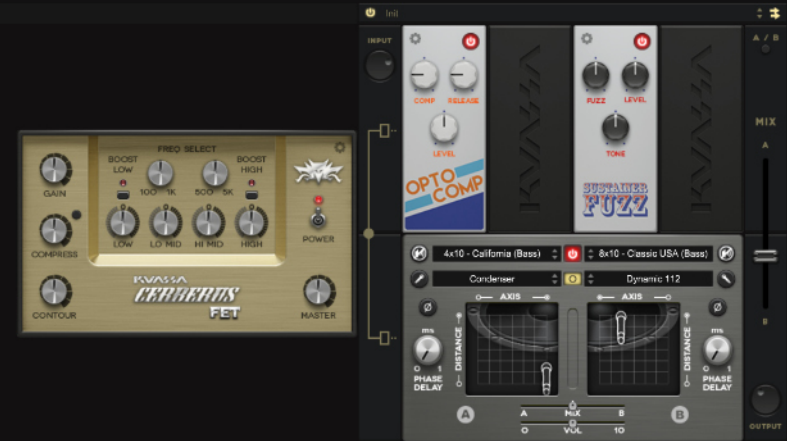 Init
INPUT
A / B
COMP RELEASE
LEVEL
OPTO
COMP
FUZZ LEVEL
TONE
SUSTAINER
FUZZ
MIX
A
B
OUTPUT
FREQ SELECT
BOOST
LOW
BOOST
HIGH
100 1K
500 5K
GAIN
COMPRESS
LOW LO MID HI MID HIGH
POWER
CONTOUR
KUASSA
CERBERUS
FET
MASTER
4x10 - California (Bass)
8x10 - Classic USA (Bass)
Condenser
Dynamic 112
AXIS
AXIS
DISTANCE
DISTANCE
ms
0 1
PHASE
DELAY
ms
0 1
PHASE
DELAY
A
B
A MIX B
0 VOL 10